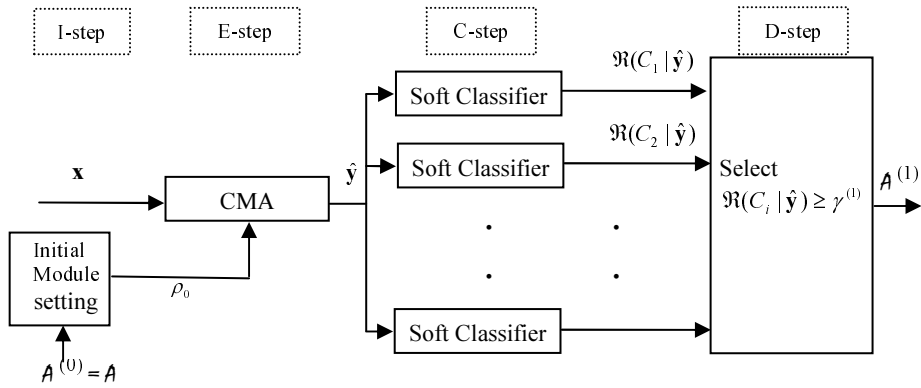 I-step
E-step
C-step
D-step
ℜ(C₁ | ŷ)
Soft Classifier
ℜ(C₂ | ŷ)
Soft Classifier
x
ŷ
CMA
Select
ℜ(Cᵢ | ŷ) ≥ γ⁽¹⁾
A⁽¹⁾
Initial
Module
setting
ρ₀
Soft Classifier
A⁽⁰⁾ = A